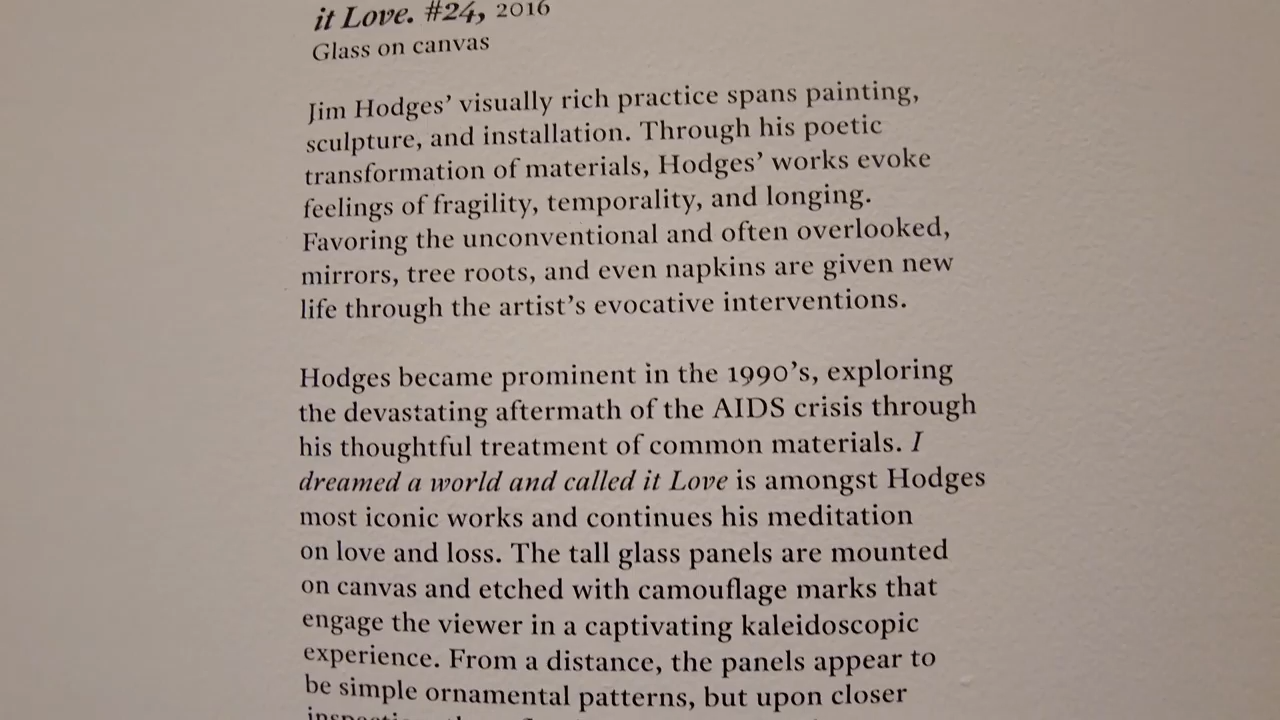 it Love. #24, 2016
Glass on canvas
Jim Hodges’ visually rich practice spans painting,
sculpture, and installation. Through his poetic
transformation of materials, Hodges’ works evoke
feelings of fragility, temporality, and longing.
Favoring the unconventional and often overlooked,
mirrors, tree roots, and even napkins are given new
life through the artist’s evocative interventions.
Hodges became prominent in the 1990’s, exploring
the devastating aftermath of the AIDS crisis through
his thoughtful treatment of common materials. I
dreamed a world and called it Love is amongst Hodges
most iconic works and continues his meditation
on love and loss. The tall glass panels are mounted
on canvas and etched with camouflage marks that
engage the viewer in a captivating kaleidoscopic
experience. From a distance, the panels appear to
be simple ornamental patterns, but upon closer